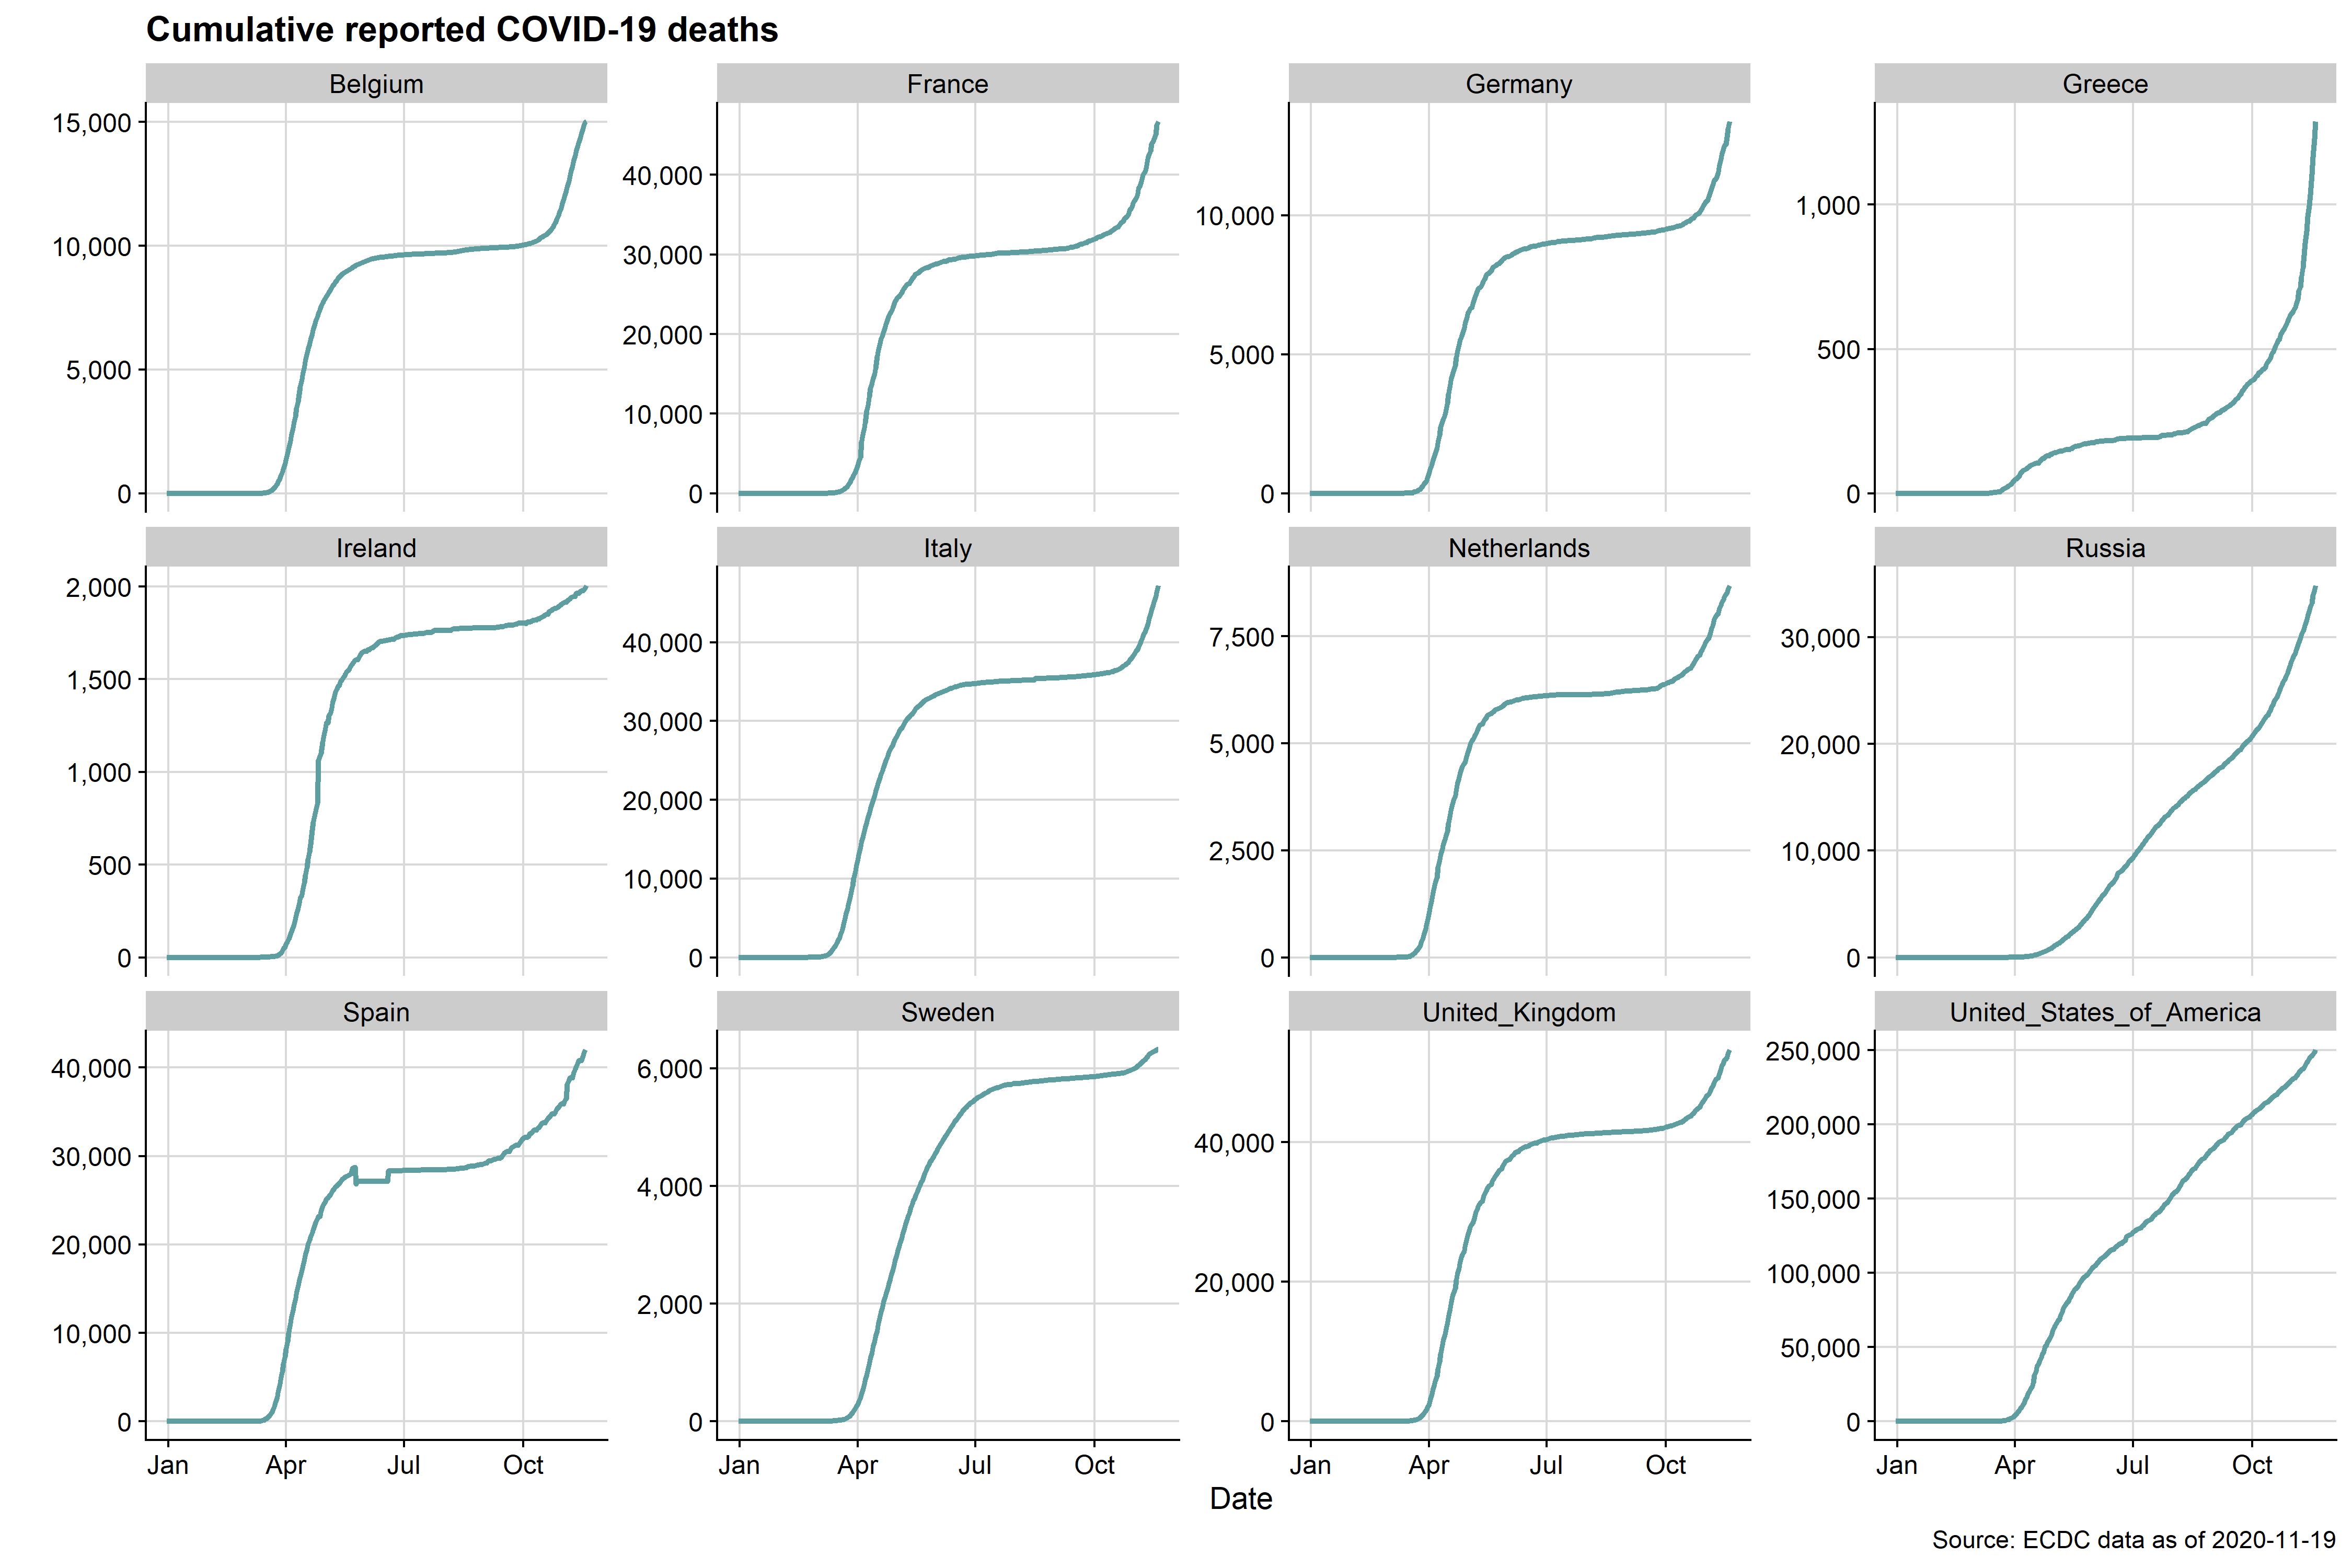 Cumulative reported COVID-19 deaths
Belgium
France
Germany
Greece
15,000
10,000
5,000
0
40,000
30,000
20,000
10,000
0
10,000
5,000
0
1,000
500
0
Ireland
Italy
Netherlands
Russia
2,000
1,500
1,000
500
0
40,000
30,000
20,000
10,000
0
7,500
5,000
2,500
0
30,000
20,000
10,000
0
Spain
Sweden
United_Kingdom
United_States_of_America
40,000
30,000
20,000
10,000
0
6,000
4,000
2,000
0
40,000
20,000
0
250,000
200,000
150,000
100,000
50,000
0
Jan Apr Jul Oct
Jan Apr Jul Oct
Jan Apr Jul Oct
Jan Apr Jul Oct
Date
Source: ECDC data as of 2020-11-19